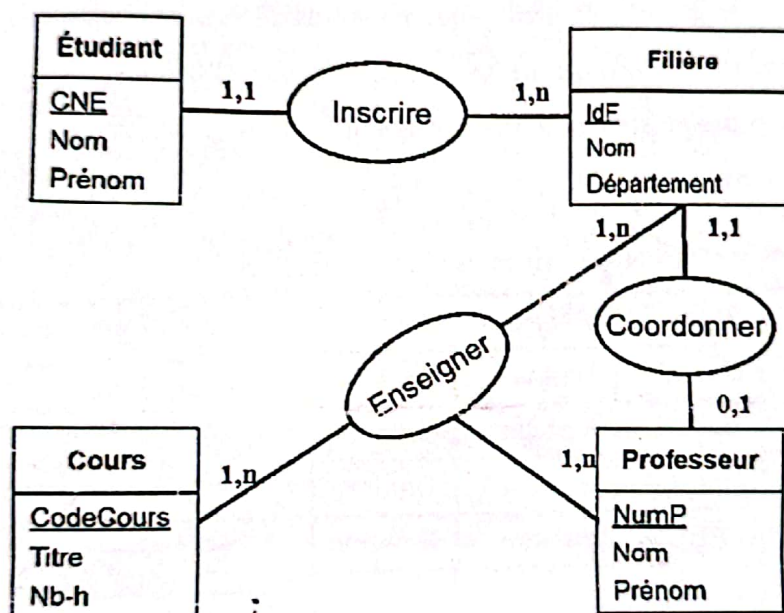 Étudiant
CNE
Nom
Prénom
1,1
Inscrire
1,n
Filière
IdF
Nom
Département
1,n
1,1
Enseigner
Coordonner
0,1
1,n
1,n
Cours
CodeCours
Titre
Nb-h
Professeur
NumP
Nom
Prénom